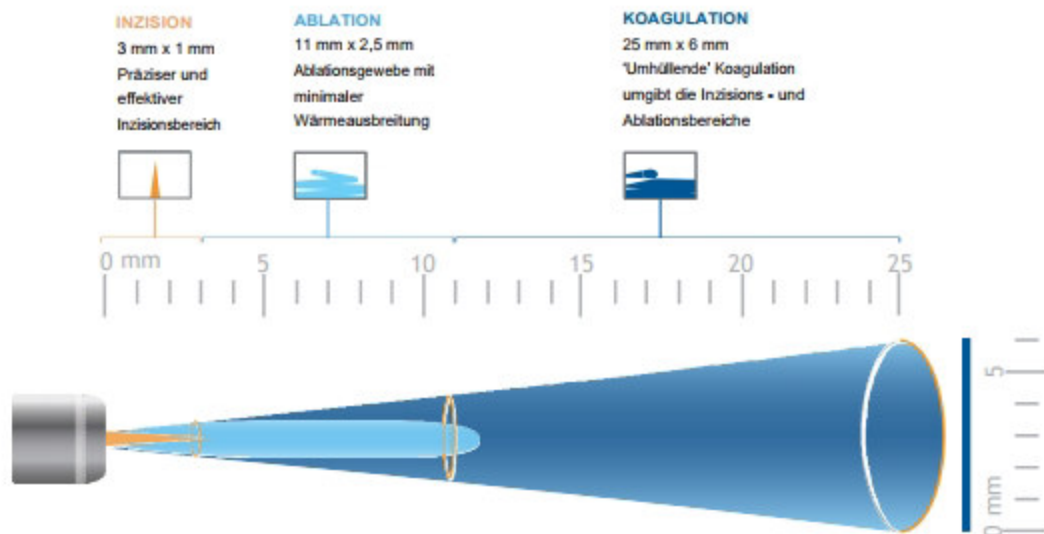 INZISION
3 mm x 1 mm
Präziser und
effektiver
Inzisionsbereich
ABLATION
11 mm x 2,5 mm
Ablationsgewebe mit
minimaler
Wärmeausbreitung
KOAGULATION
25 mm x 6 mm
'Umhüllende' Koagulation
umgibt die Inzisions - und
Ablationsbereiche
0 mm 5 10 15 20 25
5
0 mm